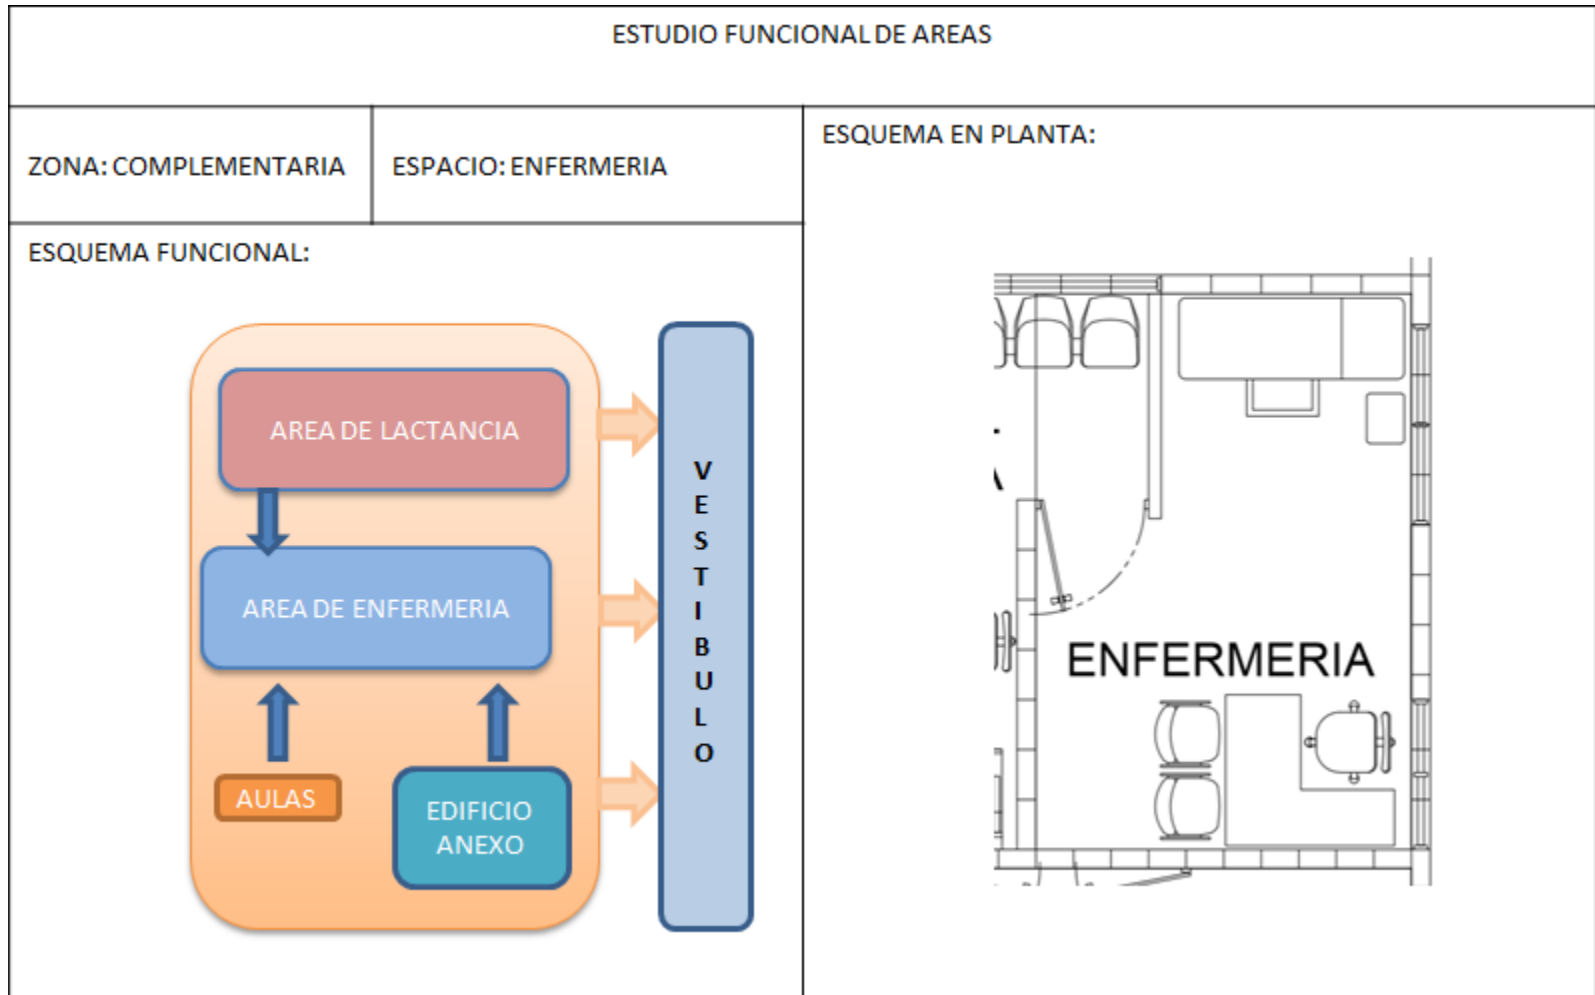 ESTUDIO FUNCIONAL DE AREAS
ZONA: COMPLEMENTARIA
ESPACIO: ENFERMERIA
ESQUEMA FUNCIONAL:
AREA DE LACTANCIA
AREA DE ENFERMERIA
AULAS
EDIFICIO
ANEXO
V
E
S
T
I
B
U
L
O
ESQUEMA EN PLANTA:
ENFERMERIA